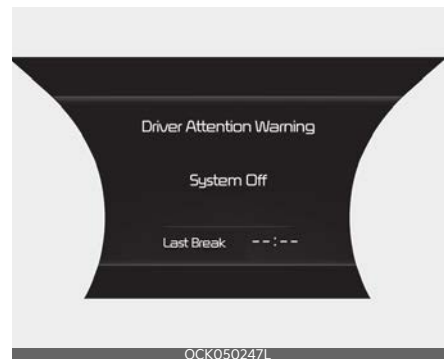 Driver Attention Warning
System Off
Last Break --:--
OCK050247L